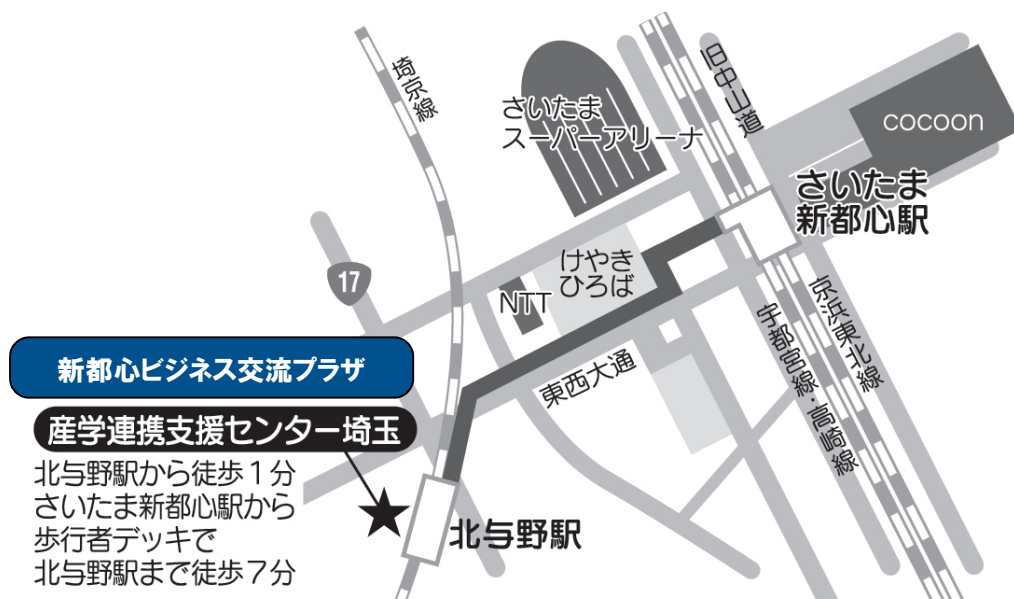 埼京線
さいたま
スーパーアリーナ
旧中山道
cocoon
さいたま
新都心駅
けやき
ひろば
17
NTT
新都心ビジネス交流プラザ
東西大通
宇都宮線・高崎線
京浜東北線
産学連携支援センター埼玉
北与野駅から徒歩1分
さいたま新都心駅から
歩行者デッキで
北与野駅まで徒歩7分
北与野駅